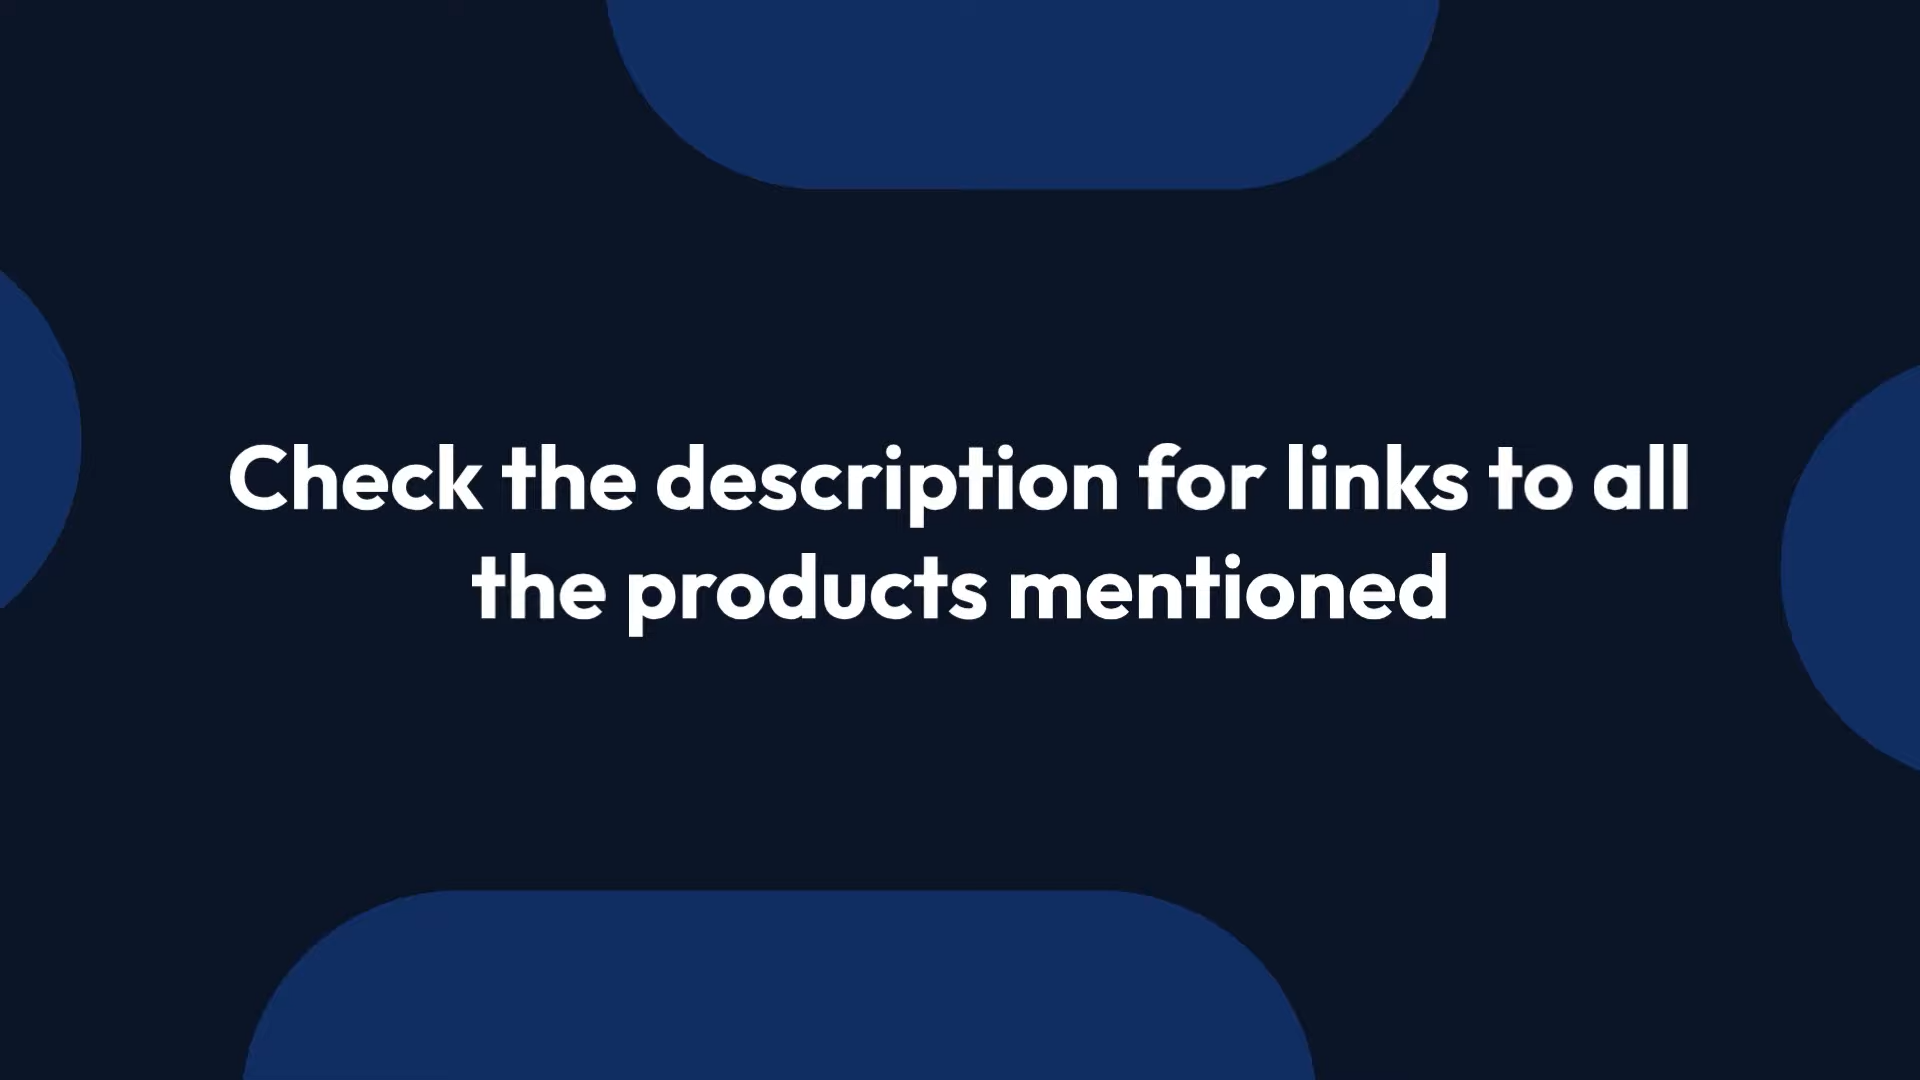 Check the description for links to all
the products mentioned